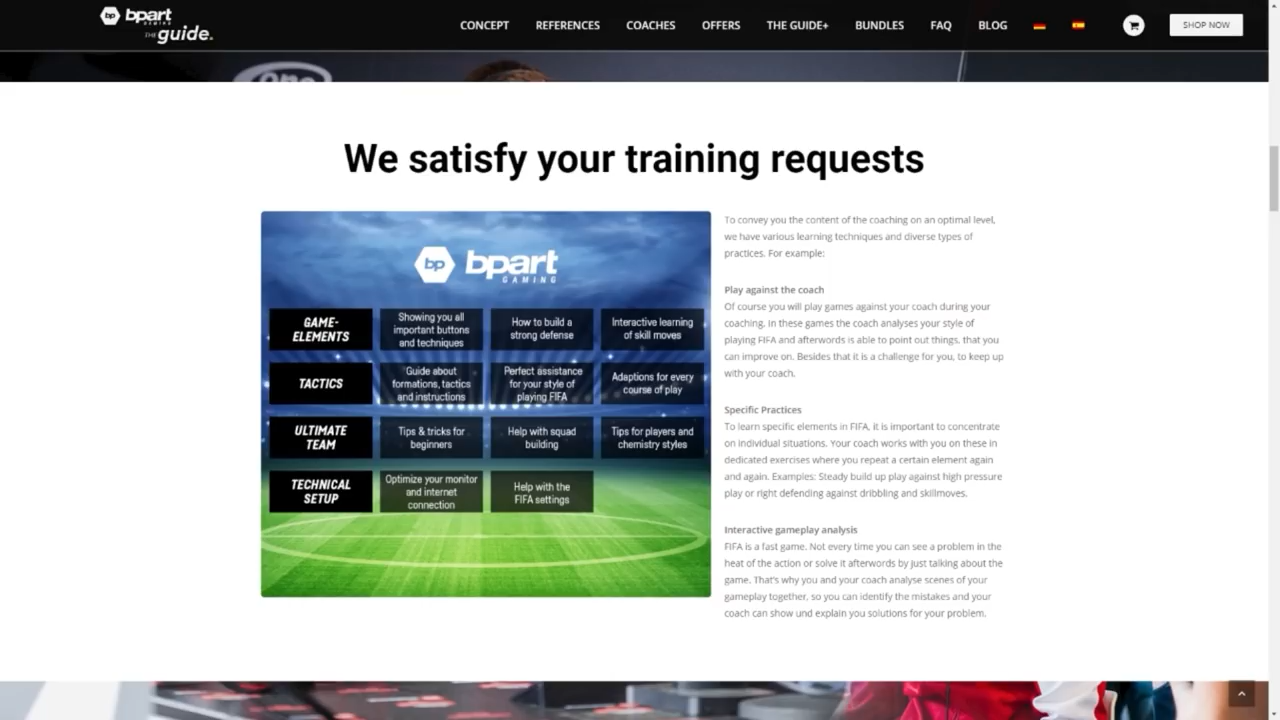 bpart
GAMING
THE guide.
CONCEPT REFERENCES COACHES OFFERS THE GUIDE+ BUNDLES FAQ BLOG SHOP NOW
one
We satisfy your training requests
bp bpart
GAMING
GAME-
ELEMENTS
Showing you all
important buttons
and techniques
How to build a
strong defense
Interactive learning
of skill moves
TACTICS
Guide about
formations, tactics
and instructions
Perfect assistance
for your style of
playing FIFA
Adaptions for every
course of play
ULTIMATE
TEAM
Tips & tricks for
beginners
Help with squad
building
Tips for players and
chemistry styles
TECHNICAL
SETUP
Optimize your monitor
and internet
connection
Help with the
FIFA settings
To convey you the content of the coaching on an optimal level,
we have various learning techniques and diverse types of
practices. For example:
Play against the coach
Of course you will play games against your coach during your
coaching. In these games the coach analyses your style of
playing FIFA and afterwords is able to point out things, that you
can improve on. Besides that it is a challenge for you, to keep up
with your coach.
Specific Practices
To learn specific elements in FIFA, it is important to concentrate
on individual situations. Your coach works with you on these in
dedicated exercises where you repeat a certain element again
and again. Examples: Steady build up play against high pressure
play or right defending against dribbling and skillmoves.
Interactive gameplay analysis
FIFA is a fast game. Not every time you can see a problem in the
heat of the action or solve it afterwords by just talking about the
game. That's why you and your coach analyse scenes of your
gameplay together, so you can identify the mistakes and your
coach can show und explain you solutions for your problem.